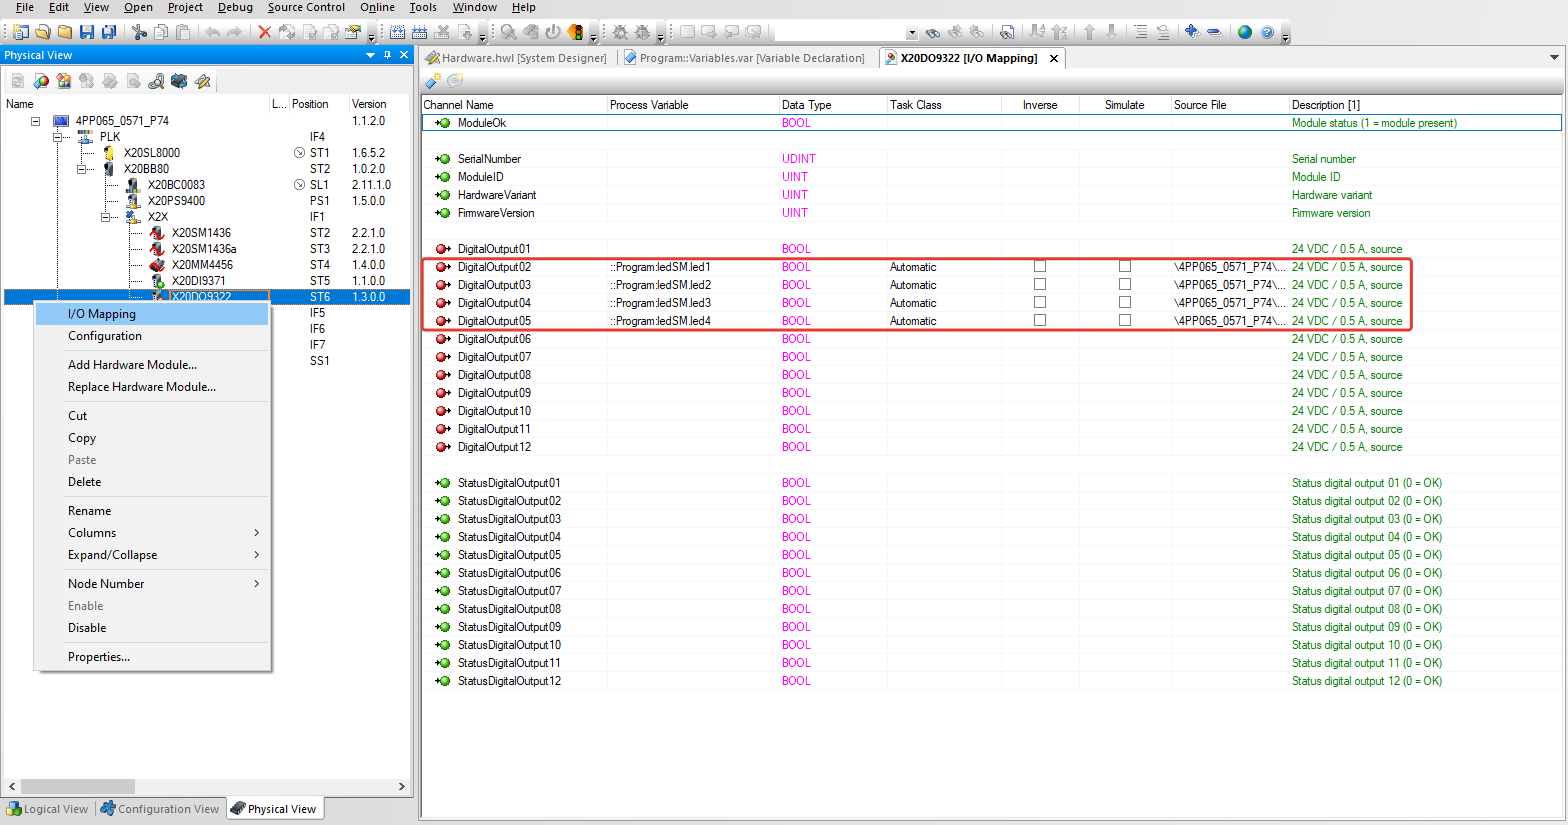 File Edit View Open Project Debug Source Control Online Tools Window Help
Physical View
Name L... Position Version
4PP065_0571_P74 1.1.2.0
PLK IF4
X20SL8000 ST1 1.6.5.2
X20BB80 ST2 1.0.2.0
X20BC0083 SL1 2.11.1.0
X20PS9400 PS1 1.5.0.0
X2X IF1
X20SM1436 ST2 2.2.1.0
X20SM1436a ST3 2.2.1.0
X20MM4456 ST4 1.4.0.0
X20DI9371 ST5 1.1.0.0
X20DO9322 ST6 1.3.0.0
IF5
IF6
IF7
SS1
I/O Mapping
Configuration
Add Hardware Module...
Replace Hardware Module...
Cut
Copy
Paste
Delete
Rename
Columns
Expand/Collapse
Node Number
Enable
Disable
Properties...
Logical View Configuration View Physical View
Hardware.hwl [System Designer] Program::Variables.var [Variable Declaration] X20DO9322 [I/O Mapping]
Channel Name Process Variable Data Type Task Class Inverse Simulate Source File Description [1]
ModuleOk BOOL Module status (1 = module present)
SerialNumber UDINT Serial number
ModuleID UINT Module ID
HardwareVariant UINT Hardware variant
FirmwareVersion UINT Firmware version
DigitalOutput01 BOOL 24 VDC / 0.5 A, source
DigitalOutput02 ::Program:ledSM.led1 BOOL Automatic \4PP065_0571_P74\... 24 VDC / 0.5 A, source
DigitalOutput03 ::Program:ledSM.led2 BOOL Automatic \4PP065_0571_P74\... 24 VDC / 0.5 A, source
DigitalOutput04 ::Program:ledSM.led3 BOOL Automatic \4PP065_0571_P74\... 24 VDC / 0.5 A, source
DigitalOutput05 ::Program:ledSM.led4 BOOL Automatic \4PP065_0571_P74\... 24 VDC / 0.5 A, source
DigitalOutput06 BOOL 24 VDC / 0.5 A, source
DigitalOutput07 BOOL 24 VDC / 0.5 A, source
DigitalOutput08 BOOL 24 VDC / 0.5 A, source
DigitalOutput09 BOOL 24 VDC / 0.5 A, source
DigitalOutput10 BOOL 24 VDC / 0.5 A, source
DigitalOutput11 BOOL 24 VDC / 0.5 A, source
DigitalOutput12 BOOL 24 VDC / 0.5 A, source
StatusDigitalOutput01 BOOL Status digital output 01 (0 = OK)
StatusDigitalOutput02 BOOL Status digital output 02 (0 = OK)
StatusDigitalOutput03 BOOL Status digital output 03 (0 = OK)
StatusDigitalOutput04 BOOL Status digital output 04 (0 = OK)
StatusDigitalOutput05 BOOL Status digital output 05 (0 = OK)
StatusDigitalOutput06 BOOL Status digital output 06 (0 = OK)
StatusDigitalOutput07 BOOL Status digital output 07 (0 = OK)
StatusDigitalOutput08 BOOL Status digital output 08 (0 = OK)
StatusDigitalOutput09 BOOL Status digital output 09 (0 = OK)
StatusDigitalOutput10 BOOL Status digital output 10 (0 = OK)
StatusDigitalOutput11 BOOL Status digital output 11 (0 = OK)
StatusDigitalOutput12 BOOL Status digital output 12 (0 = OK)